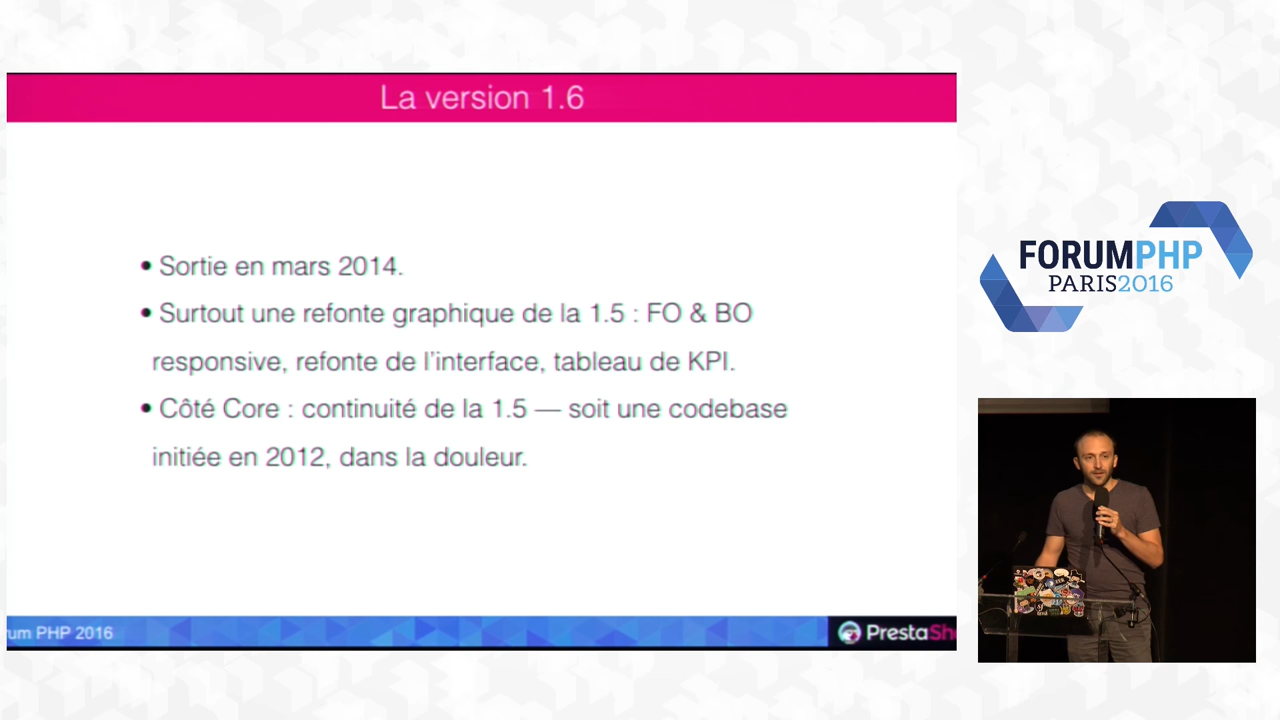 La version 1.6
• Sortie en mars 2014.
• Surtout une refonte graphique de la 1.5 : FO & BO
responsive, refonte de l'interface, tableau de KPI.
• Côté Core : continuité de la 1.5 — soit une codebase
initiée en 2012, dans la douleur.
um PHP 2016
PrestaSh
FORUMPHP
PARIS2016